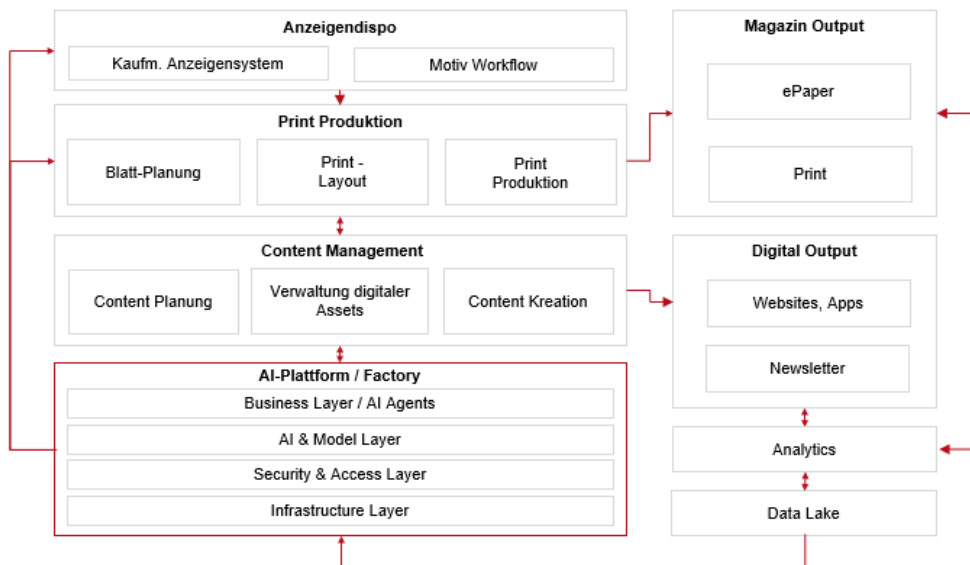 Anzeigendispo
Kaufm. Anzeigensystem
Motiv Workflow
Print Produktion
Blatt-Planung
Print -
Layout
Print
Produktion
Content Management
Content Planung
Verwaltung digitaler
Assets
Content Kreation
AI-Plattform / Factory
Business Layer / AI Agents
AI & Model Layer
Security & Access Layer
Infrastructure Layer
Magazin Output
ePaper
Print
Digital Output
Websites, Apps
Newsletter
Analytics
Data Lake